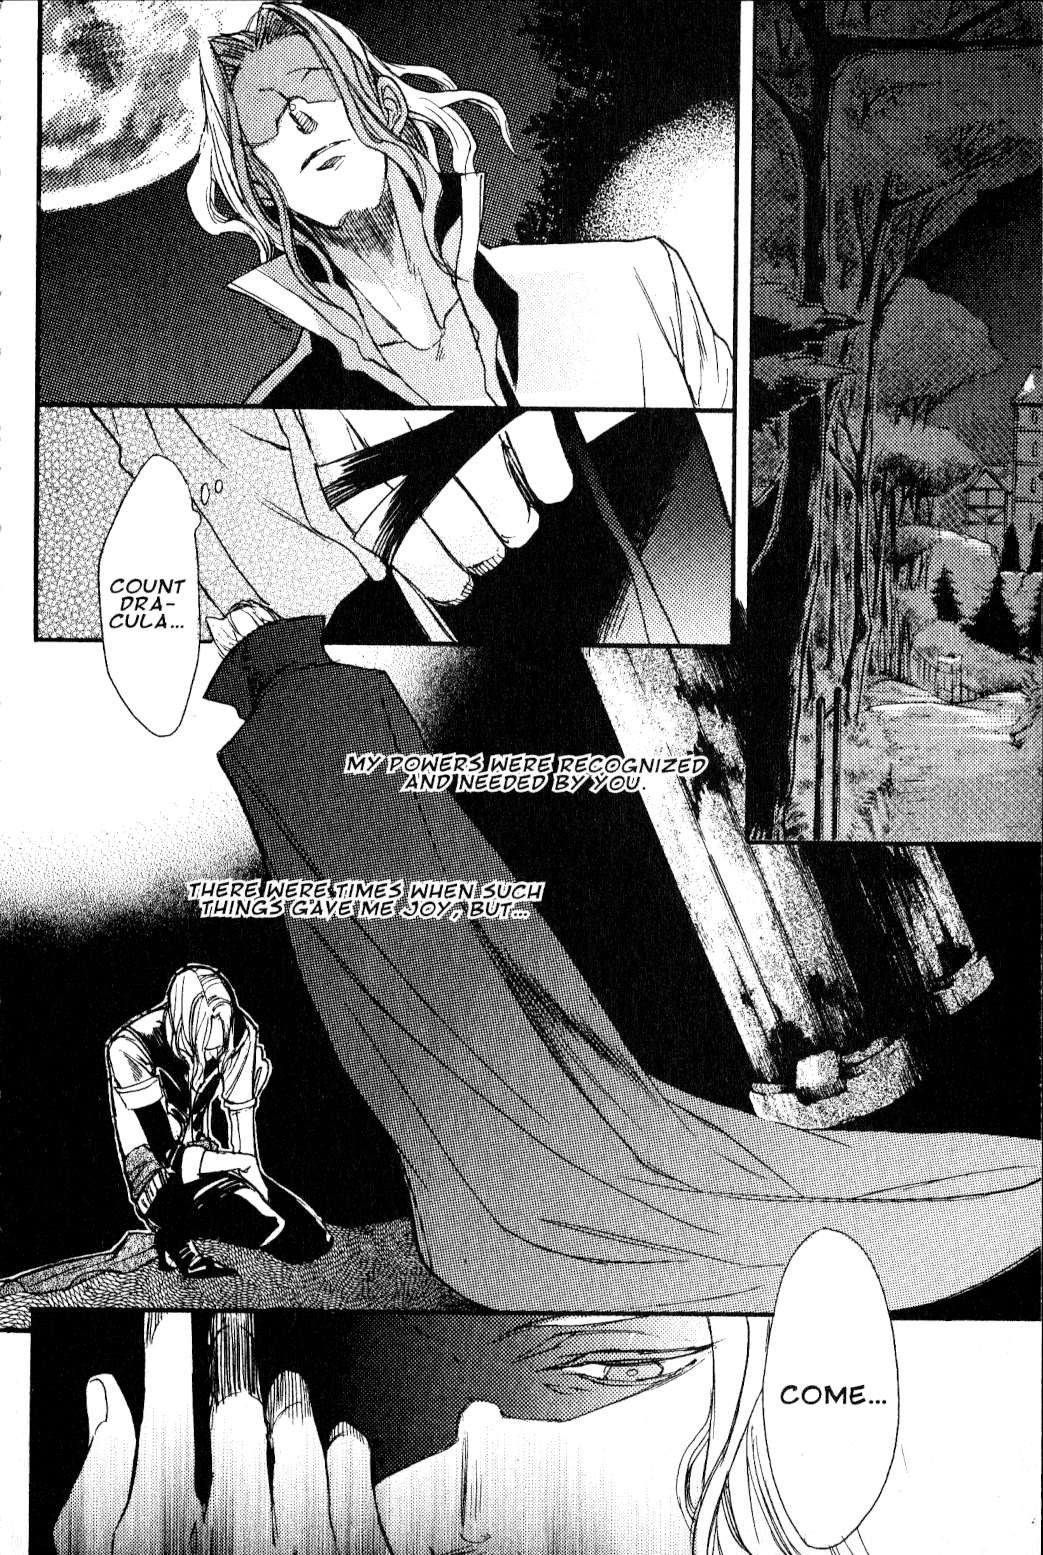 COUNT
DRA-
CULA...
MY POWERS WERE RECOGNIZED
AND NEEDED BY YOU.
THERE WERE TIMES WHEN SUCH
THINGS GAVE ME JOY, BUT...
COME...